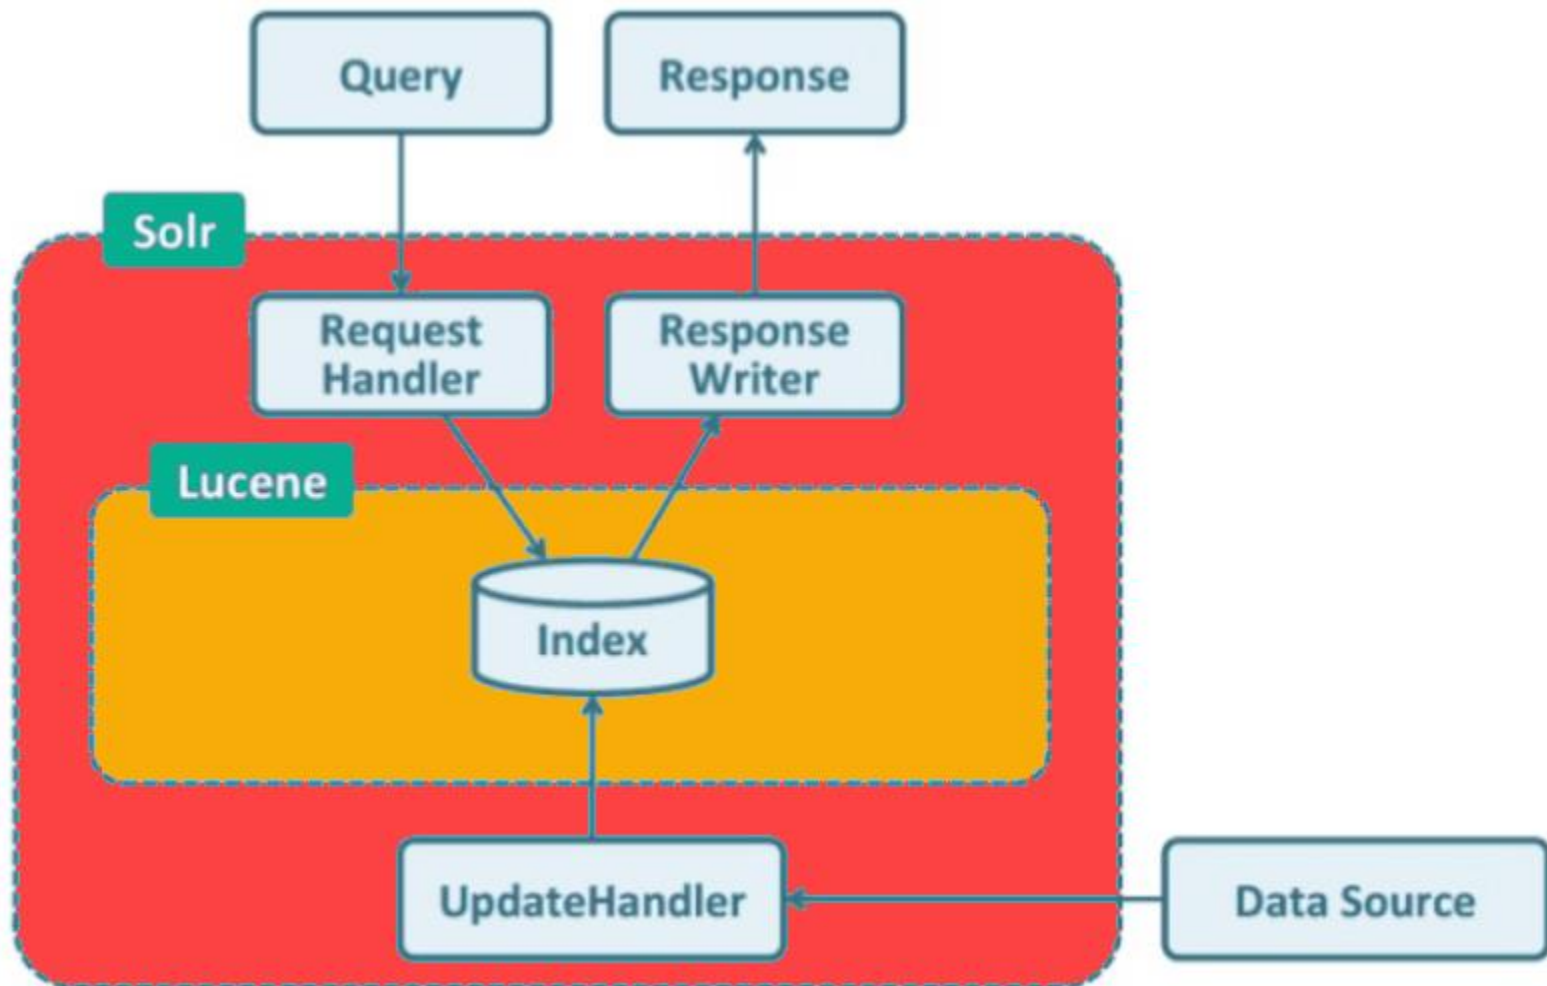 Query
Response
Solr
Request
Handler
Response
Writer
Lucene
Index
UpdateHandler
Data Source